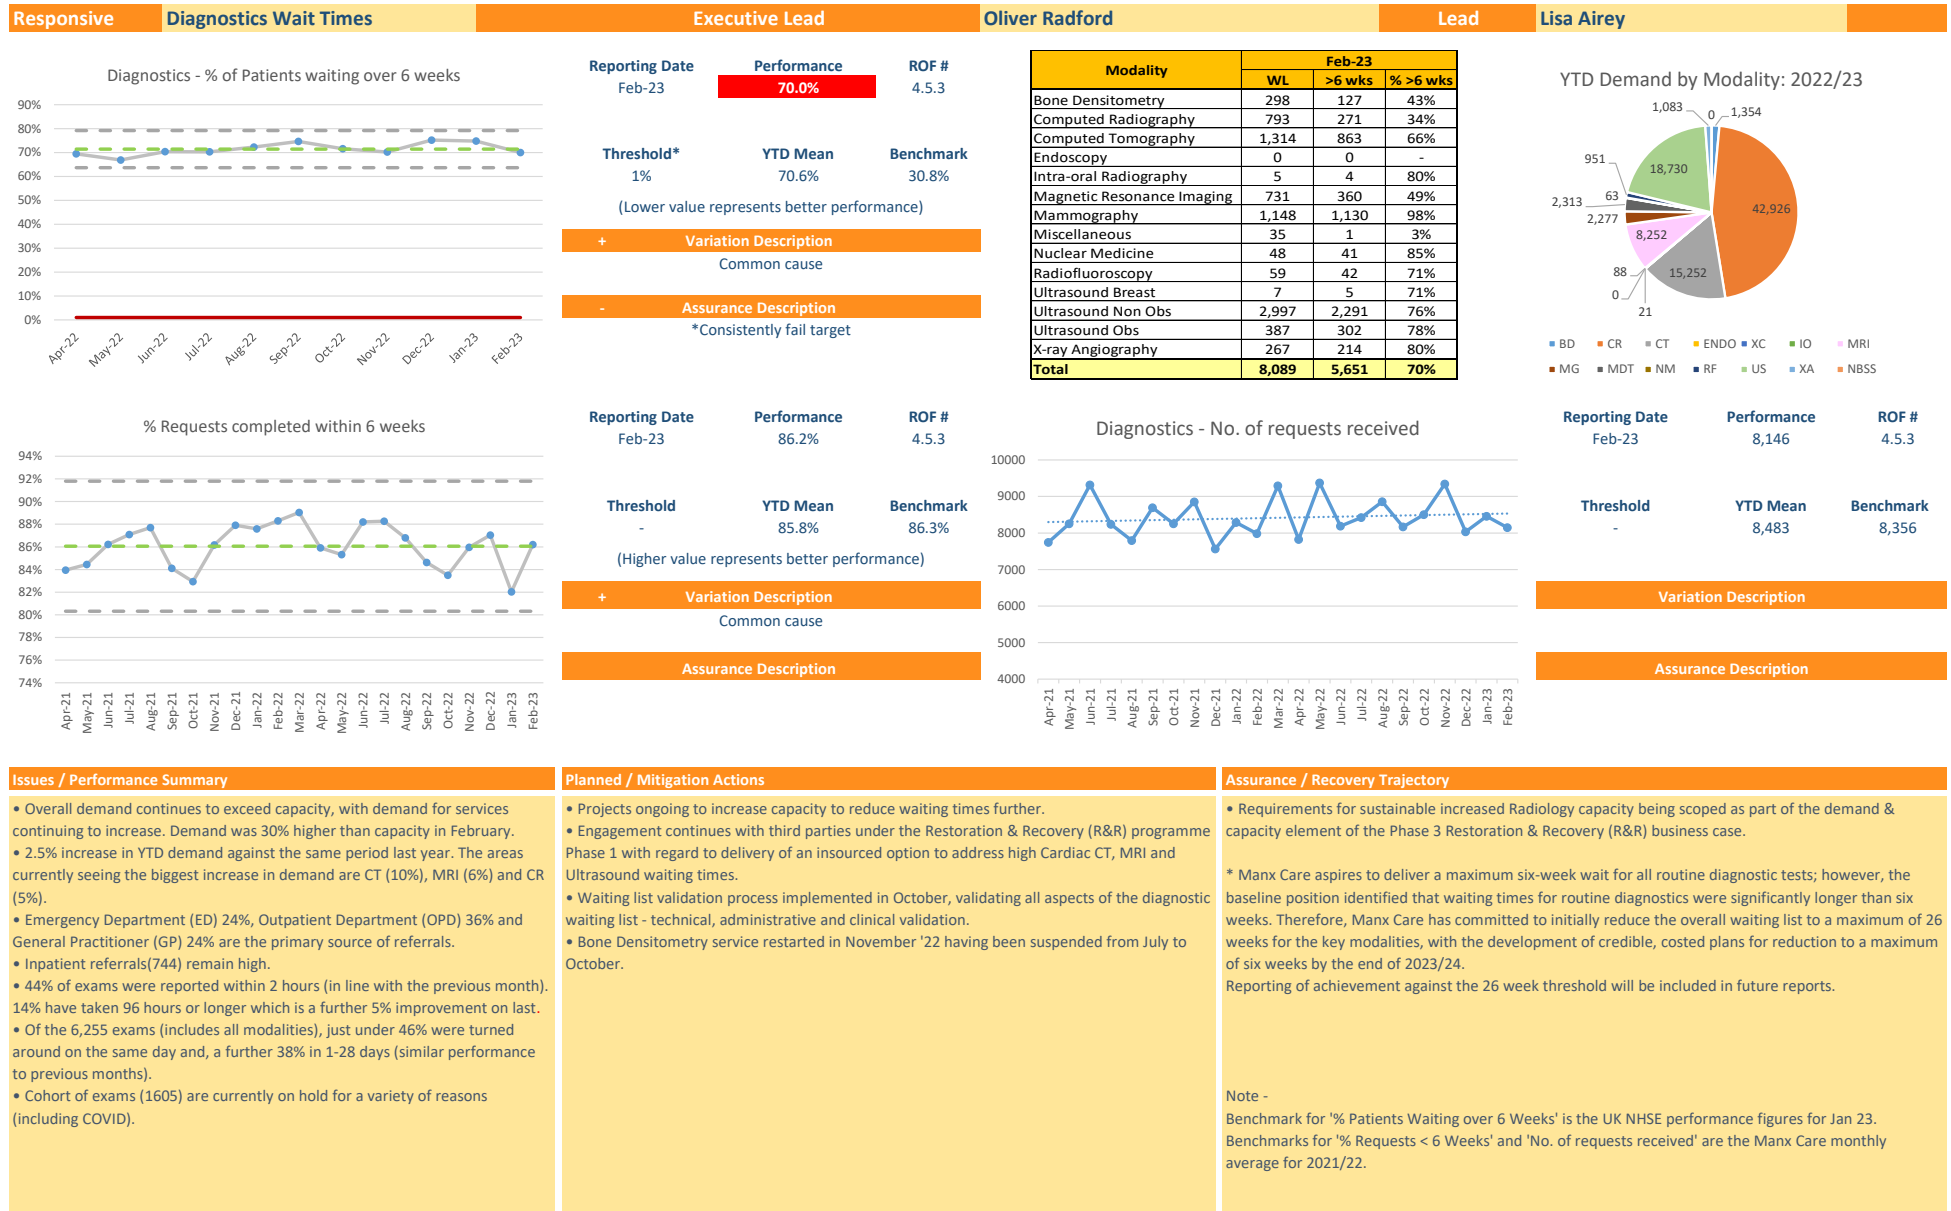 Responsive Diagnostics Wait Times Executive Lead Oliver Radford Lead Lisa Airey
Diagnostics - % of Patients waiting over 6 weeks
90%
80%
70%
60%
50%
40%
30%
20%
10%
0%
Apr-22 May-22 Jun-22 Jul-22 Aug-22 Sep-22 Oct-22 Nov-22 Dec-22 Jan-23 Feb-23
Reporting Date Performance ROF #
Feb-23 70.0% 4.5.3
Threshold* YTD Mean Benchmark
1% 70.6% 30.8%
(Lower value represents better performance)
+ Variation Description
Common cause
- Assurance Description
*Consistently fail target
Modality Feb-23
WL >6 wks % >6 wks
Bone Densitometry 298 127 43%
Computed Radiography 793 271 34%
Computed Tomography 1,314 863 66%
Endoscopy 0 0 -
Intra-oral Radiography 5 4 80%
Magnetic Resonance Imaging 731 360 49%
Mammography 1,148 1,130 98%
Miscellaneous 35 1 3%
Nuclear Medicine 48 41 85%
Radiofluoroscopy 59 42 71%
Ultrasound Breast 7 5 71%
Ultrasound Non Obs 2,997 2,291 76%
Ultrasound Obs 387 302 78%
X-ray Angiography 267 214 80%
Total 8,089 5,651 70%
YTD Demand by Modality: 2022/23
1,083 0 1,354
951 18,730
63
2,313 42,926
2,277
8,252
88 15,252
0
21
BD CR CT ENDO XC IO MRI
MG MDT NM RF US XA NBSS
% Requests completed within 6 weeks
94%
92%
90%
88%
86%
84%
82%
80%
78%
76%
74%
Apr-21 May-21 Jun-21 Jul-21 Aug-21 Sep-21 Oct-21 Nov-21 Dec-21 Jan-22 Feb-22 Mar-22 Apr-22 May-22 Jun-22 Jul-22 Aug-22 Sep-22 Oct-22 Nov-22 Dec-22 Jan-23 Feb-23
Reporting Date Performance ROF #
Feb-23 86.2% 4.5.3
Threshold YTD Mean Benchmark
- 85.8% 86.3%
(Higher value represents better performance)
+ Variation Description
Common cause
Assurance Description
Diagnostics - No. of requests received
10000
9000
8000
7000
6000
5000
4000
Apr-21 May-21 Jun-21 Jul-21 Aug-21 Sep-21 Oct-21 Nov-21 Dec-21 Jan-22 Feb-22 Mar-22 Apr-22 May-22 Jun-22 Jul-22 Aug-22 Sep-22 Oct-22 Nov-22 Dec-22 Jan-23 Feb-23
Reporting Date Performance ROF #
Feb-23 8,146 4.5.3
Threshold YTD Mean Benchmark
- 8,483 8,356
Variation Description
Assurance Description
Issues / Performance Summary
• Overall demand continues to exceed capacity, with demand for services
continuing to increase. Demand was 30% higher than capacity in February.
• 2.5% increase in YTD demand against the same period last year. The areas
currently seeing the biggest increase in demand are CT (10%), MRI (6%) and CR
(5%).
• Emergency Department (ED) 24%, Outpatient Department (OPD) 36% and
General Practitioner (GP) 24% are the primary source of referrals.
• Inpatient referrals(744) remain high.
• 44% of exams were reported within 2 hours (in line with the previous month).
14% have taken 96 hours or longer which is a further 5% improvement on last.
• Of the 6,255 exams (includes all modalities), just under 46% were turned
around on the same day and, a further 38% in 1-28 days (similar performance
to previous months).
• Cohort of exams (1605) are currently on hold for a variety of reasons
(including COVID).
Planned / Mitigation Actions
• Projects ongoing to increase capacity to reduce waiting times further.
• Engagement continues with third parties under the Restoration & Recovery (R&R) programme
Phase 1 with regard to delivery of an insourced option to address high Cardiac CT, MRI and
Ultrasound waiting times.
• Waiting list validation process implemented in October, validating all aspects of the diagnostic
waiting list - technical, administrative and clinical validation.
• Bone Densitometry service restarted in November '22 having been suspended from July to
October.
Assurance / Recovery Trajectory
• Requirements for sustainable increased Radiology capacity being scoped as part of the demand &
capacity element of the Phase 3 Restoration & Recovery (R&R) business case.
* Manx Care aspires to deliver a maximum six-week wait for all routine diagnostic tests; however, the
baseline position identified that waiting times for routine diagnostics were significantly longer than six
weeks. Therefore, Manx Care has committed to initially reduce the overall waiting list to a maximum of 26
weeks for the key modalities, with the development of credible, costed plans for reduction to a maximum
of six weeks by the end of 2023/24.
Reporting of achievement against the 26 week threshold will be included in future reports.
Note -
Benchmark for '% Patients Waiting over 6 Weeks' is the UK NHSE performance figures for Jan 23.
Benchmarks for '% Requests < 6 Weeks' and 'No. of requests received' are the Manx Care monthly
average for 2021/22.